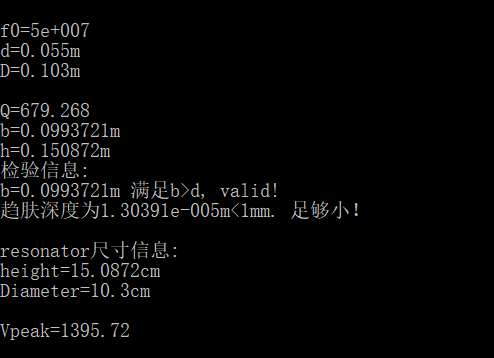 f0=5e+007
d=0.055m
D=0.103m
Q=679.268
b=0.0993721m
h=0.150872m
检验信息:
b=0.0993721m 满足b>d, valid!
趋肤深度为1.30391e-005m<1mm. 足够小!
resonator尺寸信息:
height=15.0872cm
Diameter=10.3cm
Vpeak=1395.72